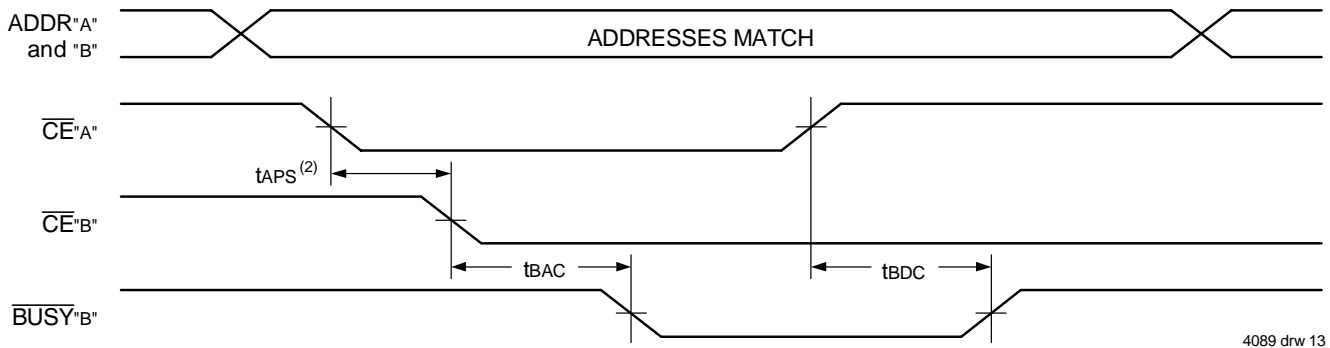 ADDR"A"
and "B"
ADDRESSES MATCH
CE"A"
tAPS (2)
CE"B"
tBAC
tBDC
BUSY"B"
4089 drw 13